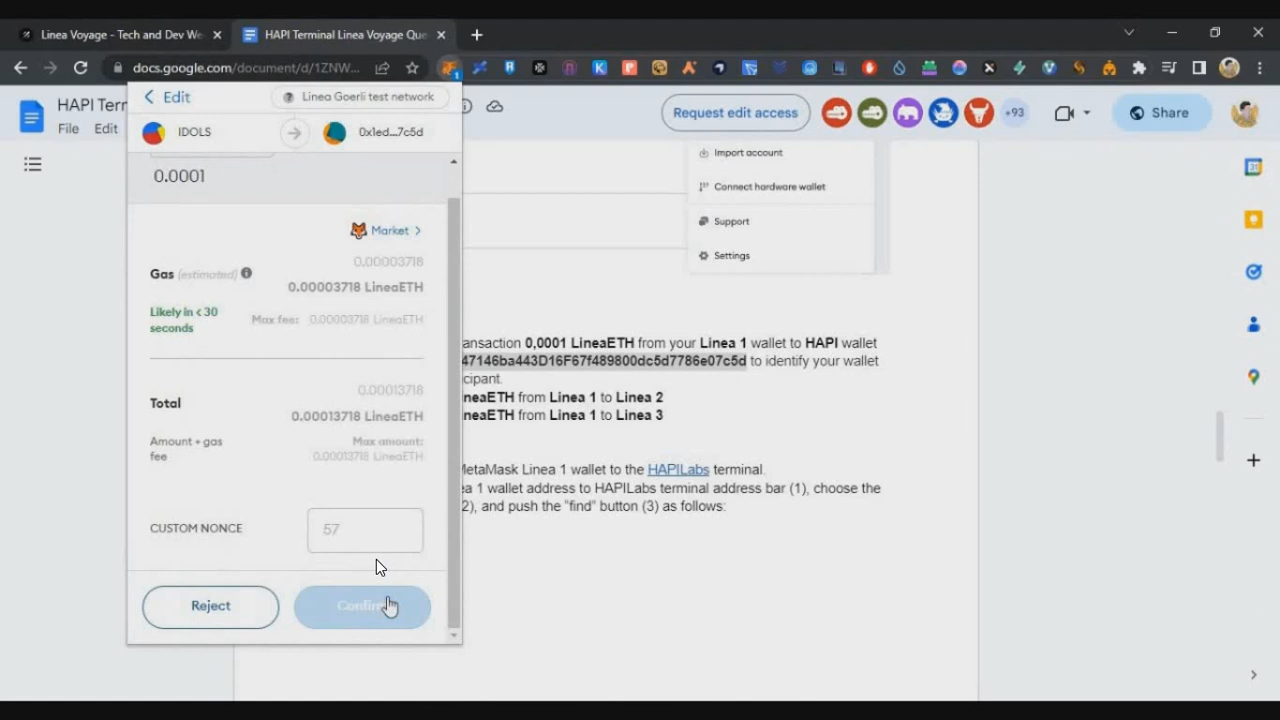 Linea Voyage - Tech and Dev We
HAPI Terminal Linea Voyage Que
docs.google.com/document/d/1ZNW...
HAPI Terr
File Edit
Request edit access
+93
Share
Edit
Linea Goerli test network
IDOLS
0x1ed...7c5d
0.0001
Market >
0.00003718
Gas (estimated)
0.00003718 LineaETH
Likely in < 30
seconds
Max fee: 0.00003718 LineaETH
0.00013718
Total
0.00013718 LineaETH
Amount + gas
fee
Max amount:
0.00013718 LineaETH
CUSTOM NONCE
57
Reject
Confirm
Import account
Connect hardware wallet
Support
Settings
ansaction 0,0001 LineaETH from your Linea 1 wallet to HAPI wallet
47146ba443D16F67f489800dc5d7786e07c5d to identify your wallet
cipant.
neaETH from Linea 1 to Linea 2
neaETH from Linea 1 to Linea 3
MetaMask Linea 1 wallet to the HAPILabs terminal.
ea 1 wallet address to HAPILabs terminal address bar (1), choose the
2), and push the "find" button (3) as follows: